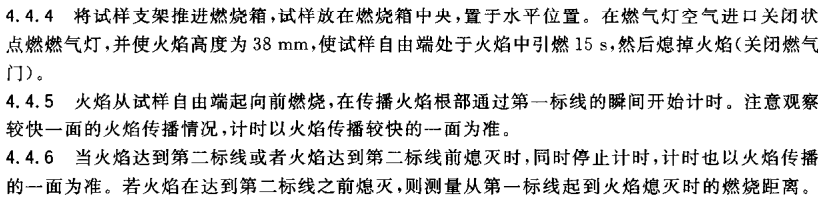 4.4.4 将试样支架推进燃烧箱,试样放在燃烧箱中央,置于水平位置。在燃气灯空气进口关闭状
点燃燃气灯,并使火焰高度为 38 mm,使试样自由端处于火焰中引燃 15 s,然后熄掉火焰(关闭燃气
门)。
4.4.5 火焰从试样自由端起向前燃烧,在传播火焰根部通过第一标线的瞬间开始计时。注意观察
较快一面的火焰传播情况,计时以火焰传播较快的一面为准。
4.4.6 当火焰达到第二标线或者火焰达到第二标线前熄灭时,同时停止计时,计时也以火焰传播
的一面为准。若火焰在达到第二标线之前熄灭,则测量从第一标线起到火焰熄灭时的燃烧距离。